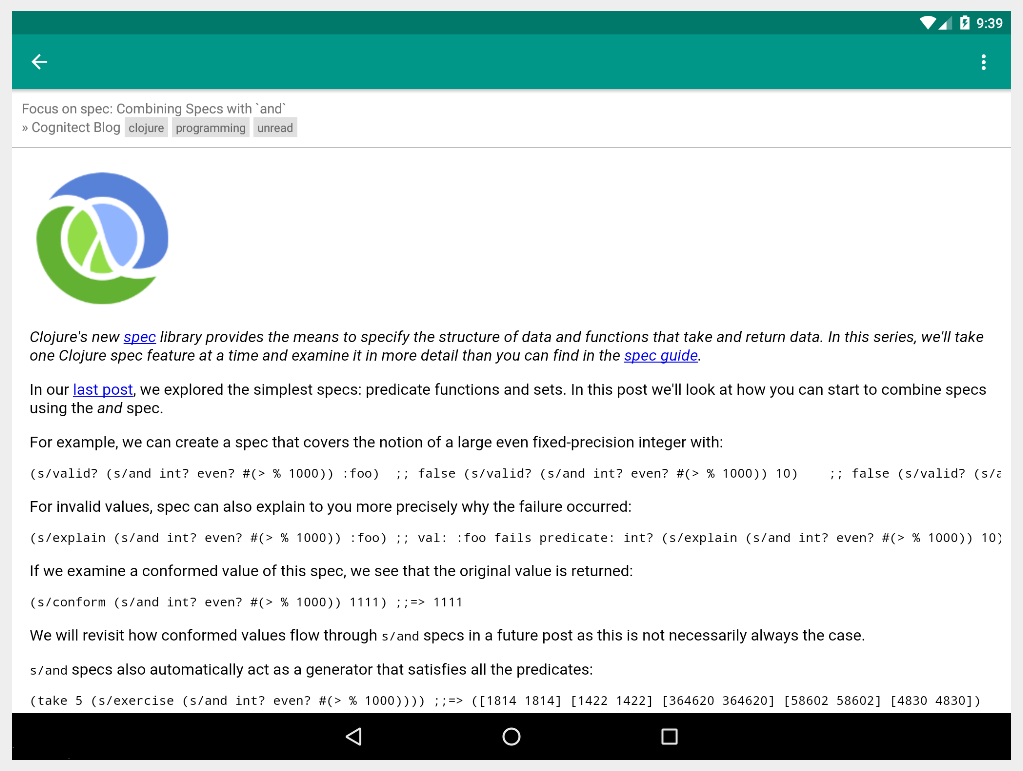 9:39
Focus on spec: Combining Specs with `and`
» Cognitect Blog clojure programming unread
Clojure's new spec library provides the means to specify the structure of data and functions that take and return data. In this series, we'll take
one Clojure spec feature at a time and examine it in more detail than you can find in the spec guide.
In our last post, we explored the simplest specs: predicate functions and sets. In this post we'll look at how you can start to combine specs
using the and spec.
For example, we can create a spec that covers the notion of a large even fixed-precision integer with:
(s/valid? (s/and int? even? #(> % 1000)) :foo)  ;; false (s/valid? (s/and int? even? #(> % 1000)) 10)    ;; false (s/valid? (s/a
For invalid values, spec can also explain to you more precisely why the failure occurred:
(s/explain (s/and int? even? #(> % 1000)) :foo) ;; val: :foo fails predicate: int? (s/explain (s/and int? even? #(> % 1000)) 10)
If we examine a conformed value of this spec, we see that the original value is returned:
(s/conform (s/and int? even? #(> % 1000)) 1111) ;;=> 1111
We will revisit how conformed values flow through s/and specs in a future post as this is not necessarily always the case.
s/and specs also automatically act as a generator that satisfies all the predicates:
(take 5 (s/exercise (s/and int? even? #(> % 1000)))) ;;=> ([1814 1814] [1422 1422] [364620 364620] [58602 58602] [4830 4830])